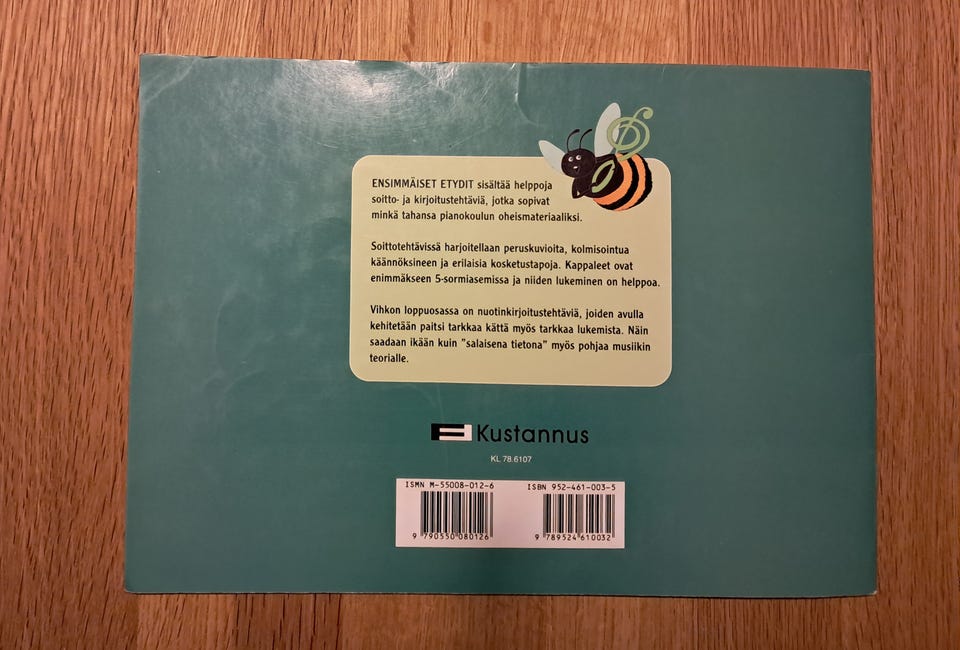 ENSIMMÄISET ETYDIT sisältää helppoja
soitto- ja kirjoitustehtäviä, jotka sopivat
minkä tahansa pianokoulun oheismateriaaliksi.
Soittotehtävissä harjoitellaan peruskuvioita, kolmisointua
käännöksineen ja erilaisia kosketustapoja. Kappaleet ovat
enimmäkseen 5-sormiasemissa ja niiden lukeminen on helppoa.
Vihkon loppuosassa on nuotinkirjoitustehtäviä, joiden avulla
kehitetään paitsi tarkkaa kättä myös tarkkaa lukemista. Näin
saadaan ikään kuin "salaisena tietona" myös pohjaa musiikin
teorialle.
F Kustannus
KL 78.6107
ISMN M-55008-012-6
9 790550 080126
ISBN 952-461-003-5
9 789524 610032